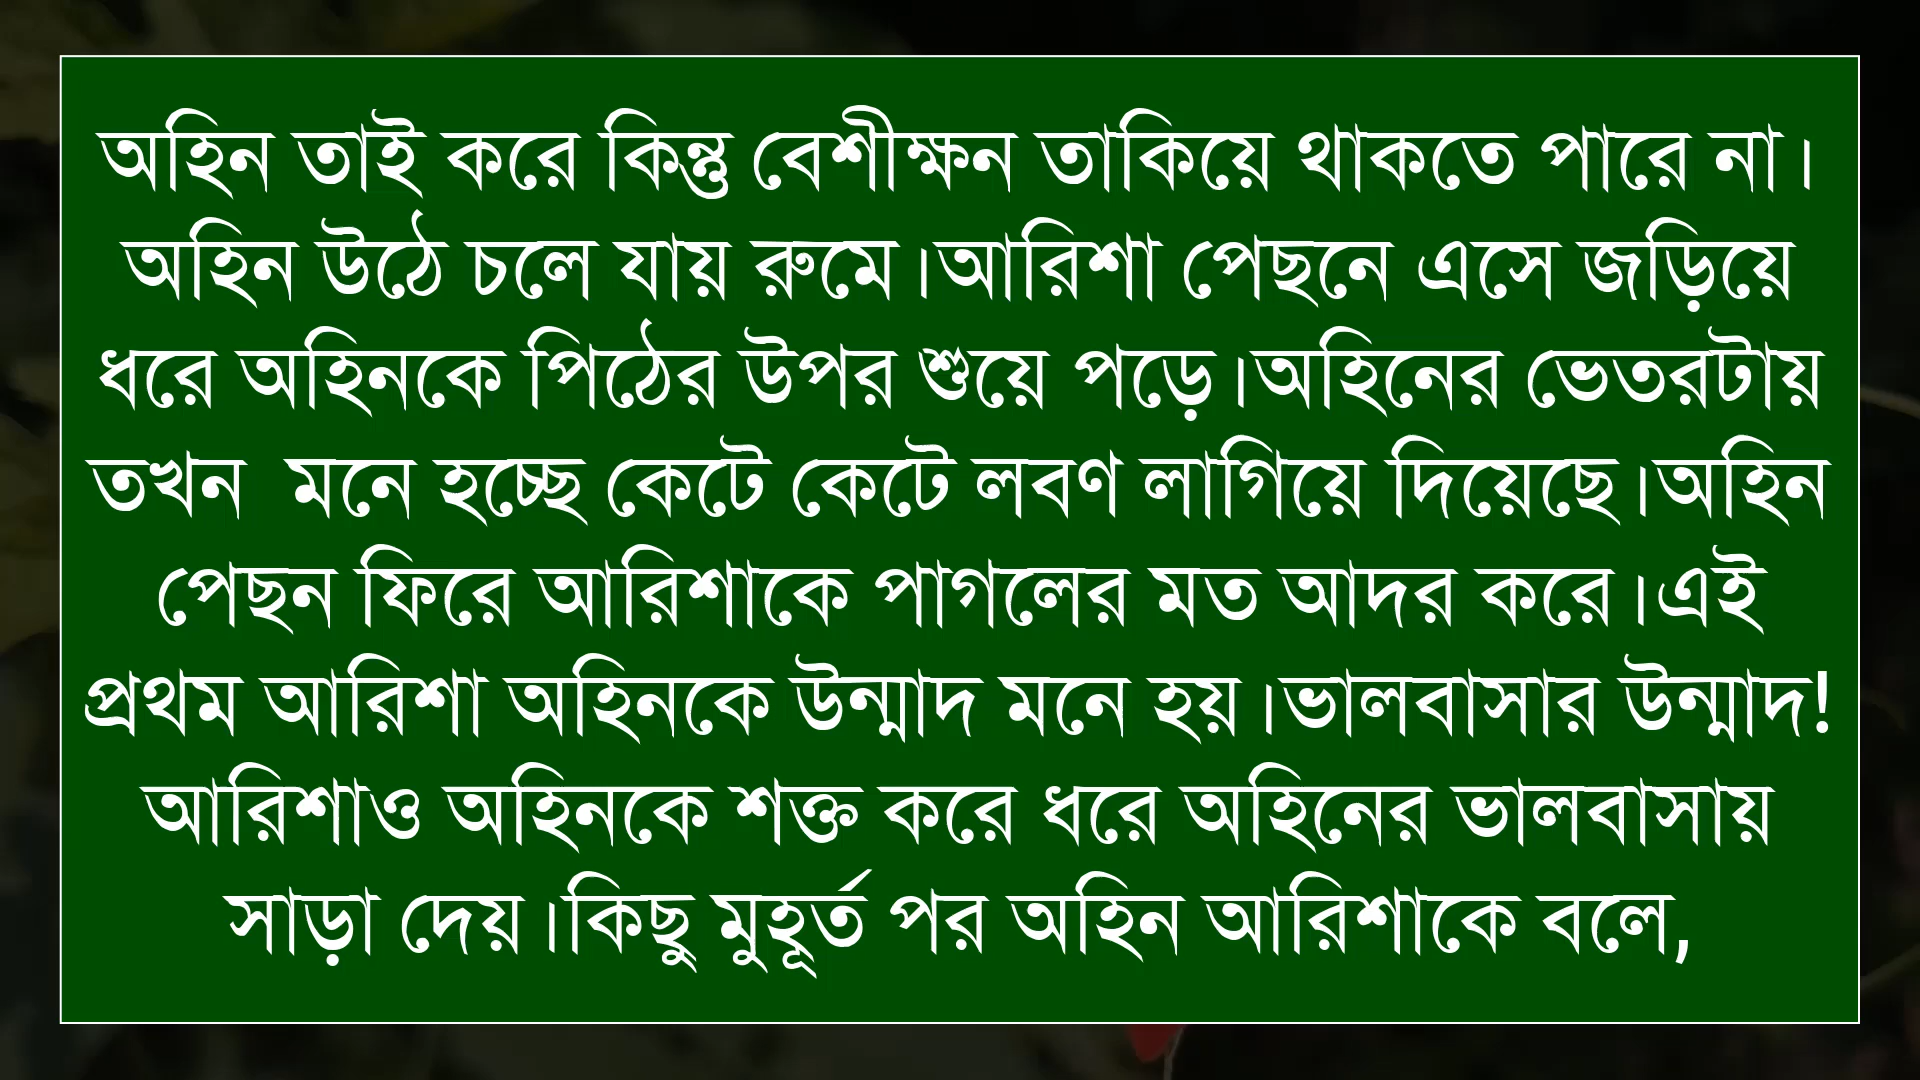 অহিন তাই করে কিন্তু বেশীক্ষন তাকিয়ে থাকতে পারে না।
অহিন উঠে চলে যায় রুমে।আরিশা পেছনে এসে জড়িয়ে
ধরে অহিনকে পিঠের উপর শুয়ে পড়ে।অহিনের ভেতরটায়
তখন  মনে হচ্ছে কেটে কেটে লবণ লাগিয়ে দিয়েছে।অহিন
পেছন ফিরে আরিশাকে পাগলের মত আদর করে।এই
প্রথম আরিশা অহিনকে উন্মাদ মনে হয়।ভালবাসার উন্মাদ!
আরিশাও অহিনকে শক্ত করে ধরে অহিনের ভালবাসায়
সাড়া দেয়।কিছু মুহূর্ত পর অহিন আরিশাকে বলে,